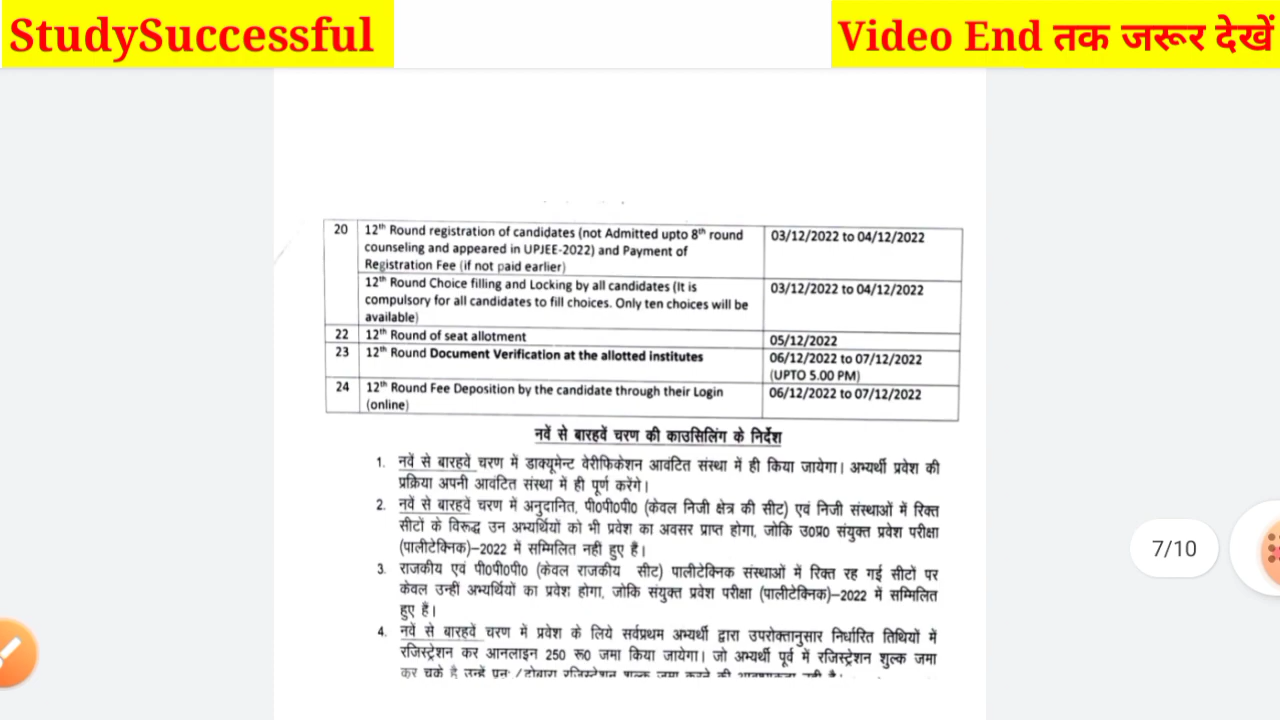 StudySuccessful
Video End तक जरूर देखें
20 12th Round registration of candidates (not Admitted upto 8th round 03/12/2022 to 04/12/2022
counseling and appeared in UPJEE-2022) and Payment of
Registration Fee (if not paid earlier)
12th Round Choice filling and Locking by all candidates (It is 03/12/2022 to 04/12/2022
compulsory for all candidates to fill choices. Only ten choices will be
available)
22 12th Round of seat allotment 05/12/2022
23 12th Round Document Verification at the allotted institutes 06/12/2022 to 07/12/2022
(UPTO 5.00 PM)
24 12th Round Fee Deposition by the candidate through their Login 06/12/2022 to 07/12/2022
(online)
नवें से बारहवें चरण की काउसिलिंग के निर्देश
1. नवें से बारहवें चरण में डाक्यूमेन्ट वेरीफिकेशन आवंटित संस्था में ही किया जायेगा। अभ्यर्थी प्रवेश की
प्रक्रिया अपनी आवंटित संस्था में ही पूर्ण करेंगे।
2. नवें से बारहवें चरण में अनुदानित, पी0पी0पी0 (केवल निजी क्षेत्र की सीट) एवं निजी संस्थाओं में रिक्त
सीटों के विरूद्ध उन अभ्यर्थियों को भी प्रवेश का अवसर प्राप्त होगा, जोकि उ0प्र0 संयुक्त प्रवेश परीक्षा
(पालीटेक्निक)–2022 में सम्मिलित नही हुए हैं।
3. राजकीय एवं पी0पी0पी0 (केवल राजकीय सीट) पालीटेक्निक संस्थाओं में रिक्त रह गई सीटों पर
केवल उन्हीं अभ्यर्थियों का प्रवेश होगा, जोकि संयुक्त प्रवेश परीक्षा (पालीटेक्निक)–2022 में सम्मिलित
हुए हैं।
4. नवें से बारहवें चरण में प्रवेश के लिये सर्वप्रथम अभ्यर्थी द्वारा उपरोक्तानुसार निर्धारित तिथियों में
रजिस्ट्रेशन कर आनलाइन 250 रू0 जमा किया जायेगा। जो अभ्यर्थी पूर्व में रजिस्ट्रेशन शुल्क जमा
कर चुके है उन्हें पुनः/दोबारा रजिस्ट्रेशन शुल्क जमा करने की आवश्यकता नही है।
7/10